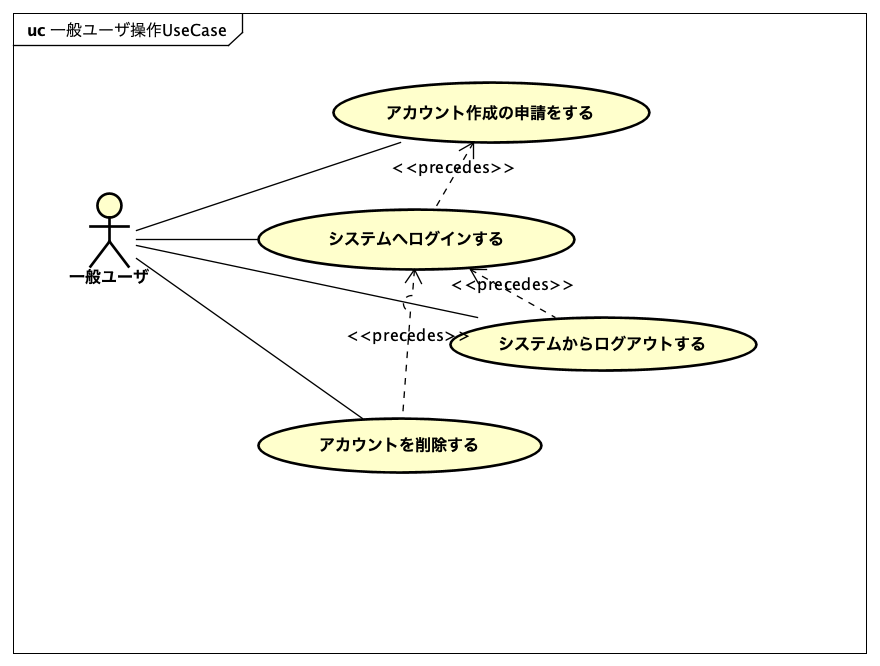 uc 一般ユーザ操作UseCase
アカウント作成の申請をする
<<precedes>>
システムへログインする
一般ユーザ
<<precedes>>
<<precedes>>
システムからログアウトする
アカウントを削除する